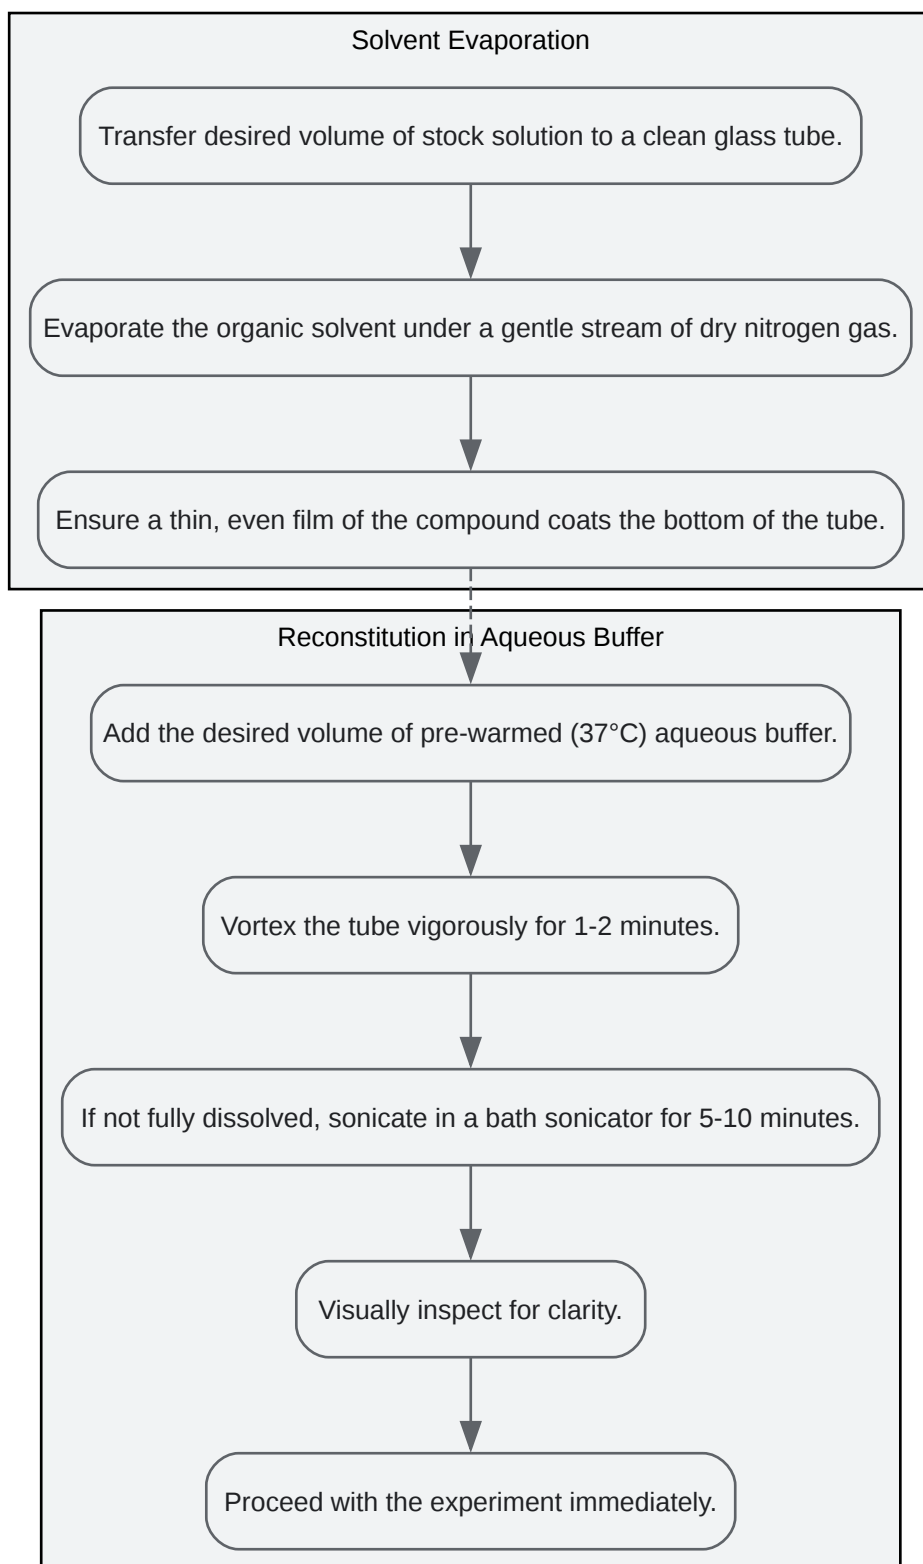 Solvent Evaporation
Transfer desired volume of stock solution to a clean glass tube.
Evaporate the organic solvent under a gentle stream of dry nitrogen gas.
Ensure a thin, even film of the compound coats the bottom of the tube.
Reconstitution in Aqueous Buffer
Add the desired volume of pre-warmed (37°C) aqueous buffer.
Vortex the tube vigorously for 1-2 minutes.
If not fully dissolved, sonicate in a bath sonicator for 5-10 minutes.
Visually inspect for clarity.
Proceed with the experiment immediately.